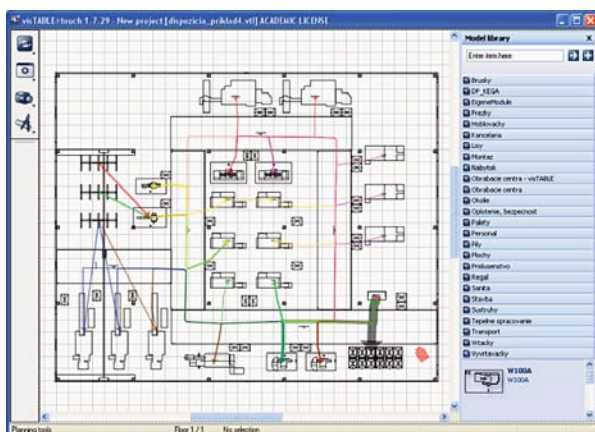 visTABLE®touch 1.7.29 - New project [dispozicia_priklad4.vtl] ACADEMIC LICENSE
Model library
Enter item here
Brusky
DP_KEGA
EigeneModule
Frezky
Hoblovacky
Kancelaria
Lisy
Montaz
Nabytok
Obrabacie centra - visTABLE
Obrabacie centra
Okolie
Oplotenie, bezpecnost
Palety
Personal
Pily
Plochy
Prislusenstvo
Regal
Sanita
Stavba
Sustruhy
Tepelne spracovanie
Transport
Vrtacky
Vyvrtavacky
W100A
W100A
Planning tools
Floor 1 / 1
No selection